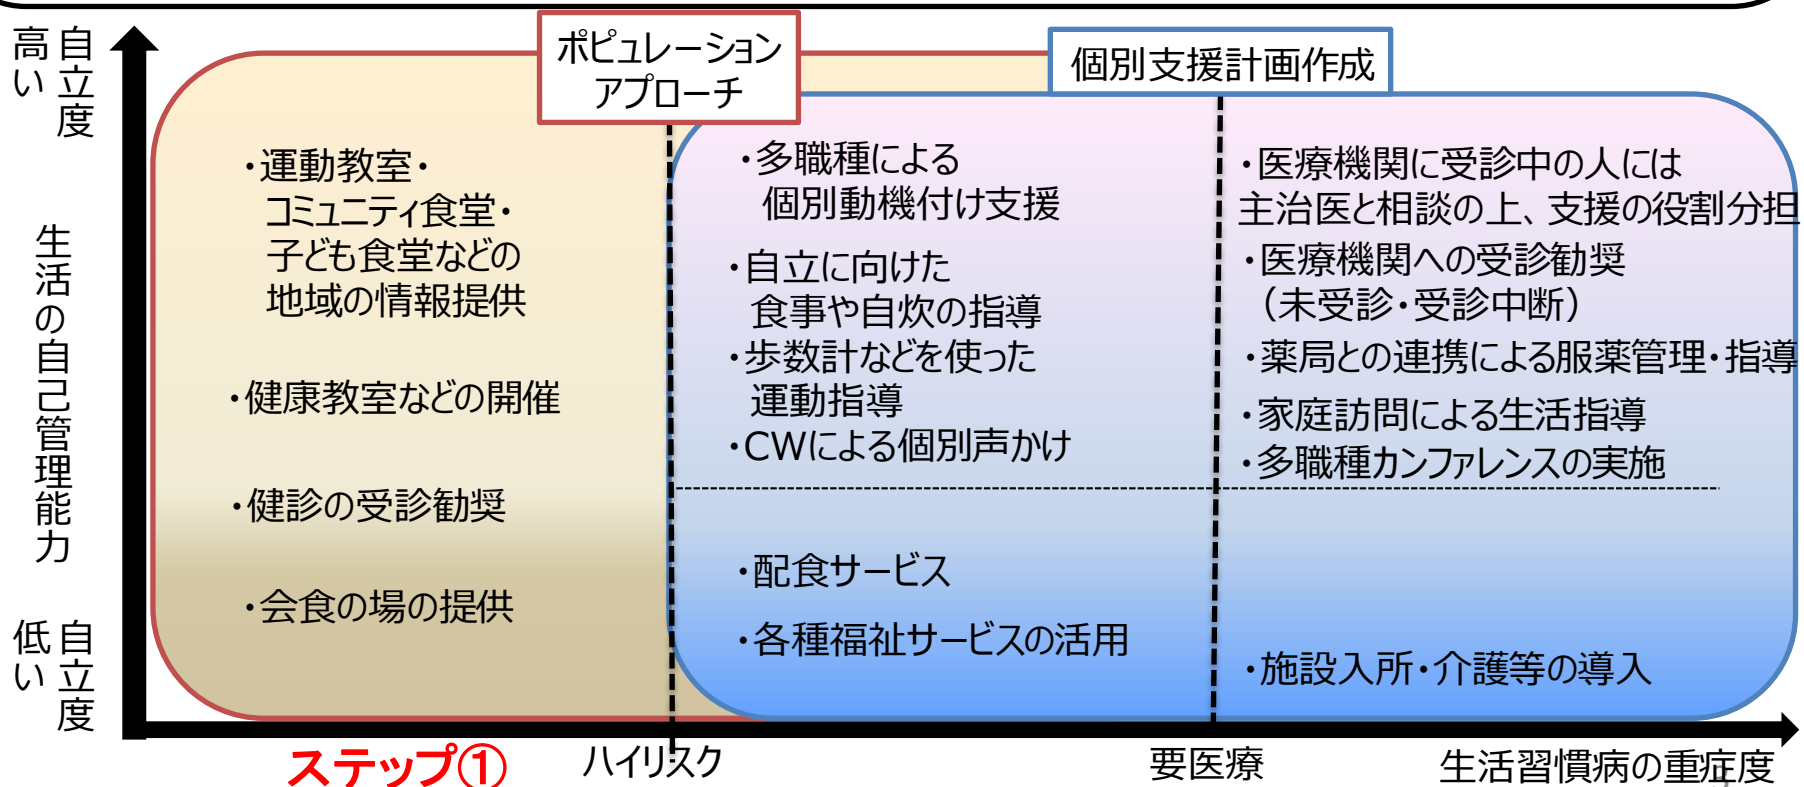 自立度
高い
生活の自己管理能力
自立度
低い
ポピュレーション
アプローチ
個別支援計画作成
・運動教室・
コミュニティ食堂・
子ども食堂などの
地域の情報提供
・健康教室などの開催
・健診の受診勧奨
・会食の場の提供
・多職種による
個別動機付け支援
・自立に向けた
食事や自炊の指導
・歩数計などを使った
運動指導
・CWによる個別声かけ
・配食サービス
・各種福祉サービスの活用
・医療機関に受診中の人には
主治医と相談の上、支援の役割分担
・医療機関への受診勧奨
（未受診・受診中断）
・薬局との連携による服薬管理・指導
・家庭訪問による生活指導
・多職種カンファレンスの実施
・施設入所・介護等の導入
ステップ①
ハイリスク
要医療
生活習慣病の重症度